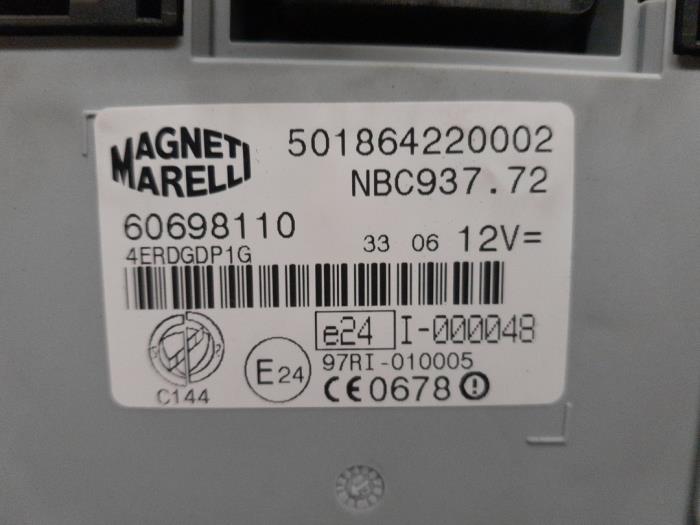 MAGNETI
MARELLI
501864220002
NBC937.72
60698110
33 06 12V=
4ERDGDP1G
e24 I-000048
E24
97RI-010005
C144
CE0678